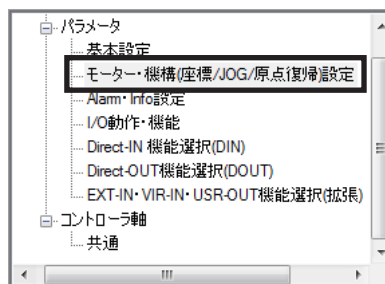 パラメータ
基本設定
モーター・機構(座標/JOG/原点復帰)設定
Alarm・Info設定
I/O動作・機能
Direct-IN 機能選択(DIN)
Direct-OUT機能選択(DOUT)
EXT-IN・VIR-IN・USR-OUT機能選択(拡張)
コントローラ軸
共通